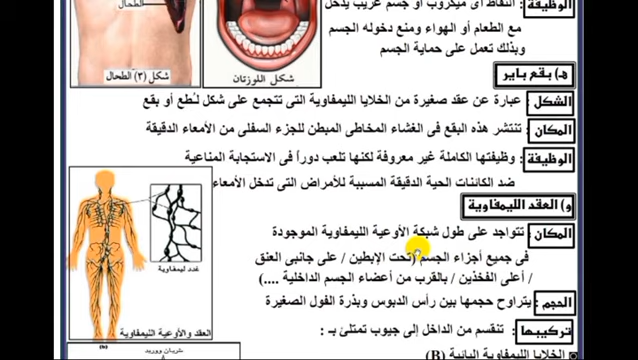 الوظيفة : التقاط أى ميكروب أو جسم غريب يدخل
مع الطعام أو الهواء ومنع دخوله الجسم
وبذلك تعمل على حماية الجسم
الطحال
شكل (٣) الطحال
شكل اللوزتان
هـ) بقع باير
الشكل : عبارة عن عقد صغيرة من الخلايا الليمفاوية التى تتجمع على شكل لُطع أو بقع
المكان : تنتشر هذه البقع فى الغشاء المخاطى المبطن للجزء السفلى من الأمعاء الدقيقة
الوظيفة : وظيفتها الكاملة غير معروفة لكنها تلعب دوراً فى الاستجابة المناعية
ضد الكائنات الحية الدقيقة المسببة للأمراض التى تدخل الأمعاء
و) العقد الليمفاوية
المكان : تتواجد على طول شبكة الأوعية الليمفاوية الموجودة
فى جميع أجزاء الجسم (تحت الإبطين / على جانبى العنق
/ أعلى الفخذين / بالقرب من أعضاء الجسم الداخلية ....)
الحجم : يتراوح حجمها بين رأس الدبوس وبذرة الفول الصغيرة
تركيبها : تنقسم من الداخل إلى جيوب تمتلئ بـ :
الخلايا الليمفاوية البائية (B)
غدد ليمفاوية
العقد والأوعية الليمفاوية
شريان ووريد